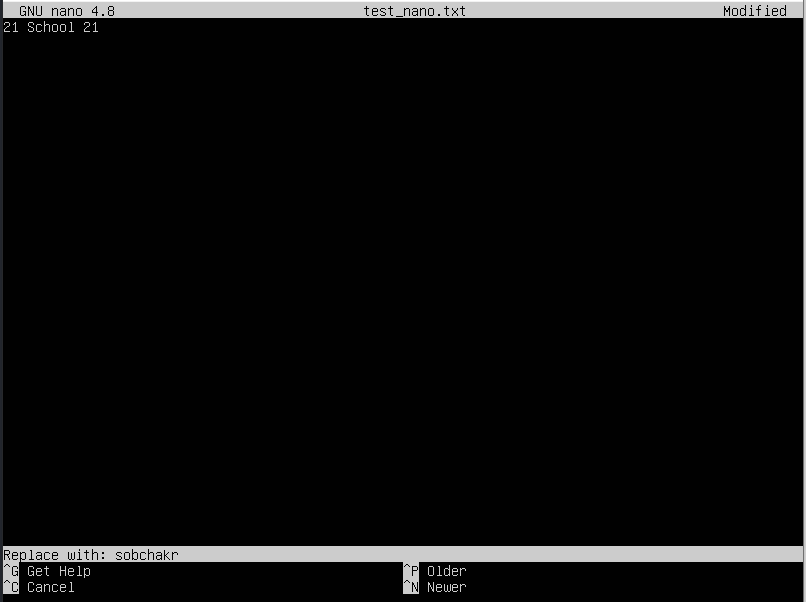 GNU nano 4.8 test_nano.txt Modified
21 School 21
Replace with: sobchakr
^G Get Help ^P Older
^C Cancel ^N Newer